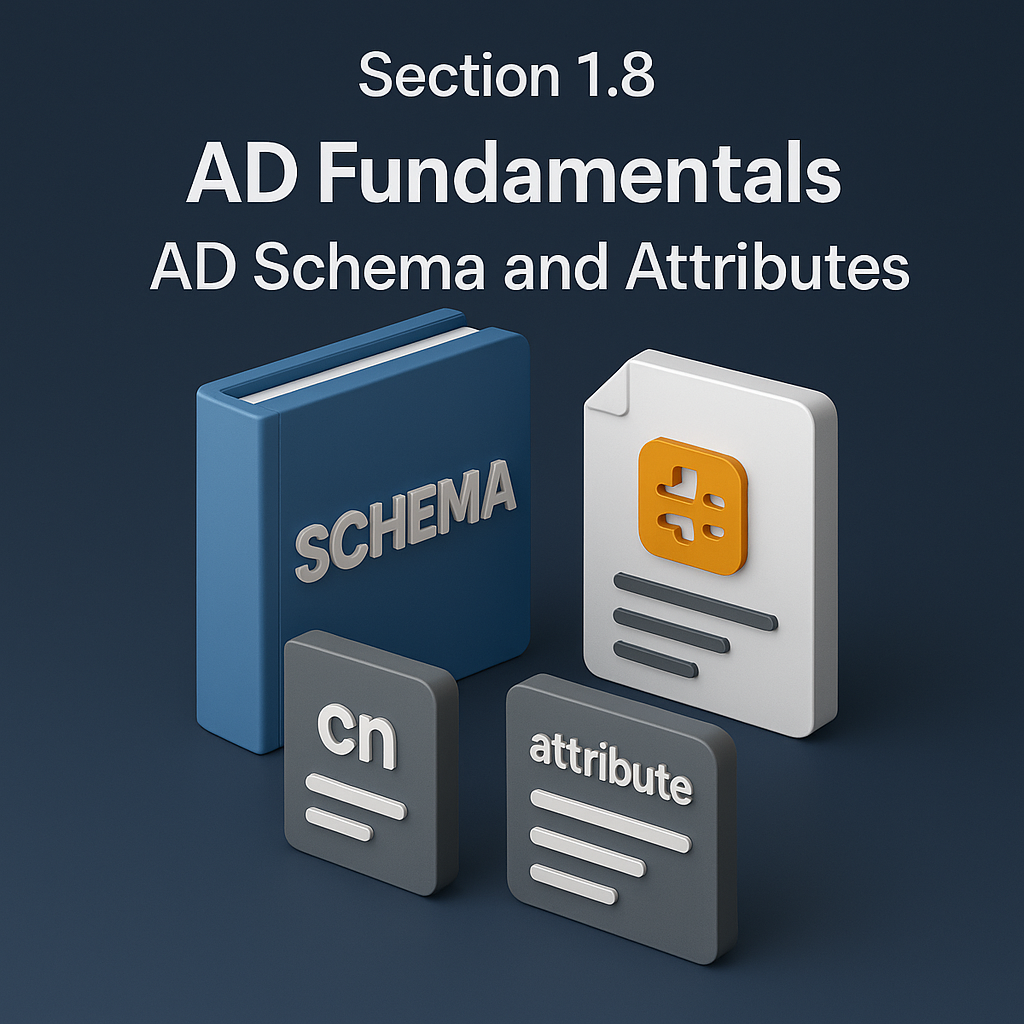 Section 1.8
AD Fundamentals
AD Schema and Attributes
SCHEMA
cn
attribute